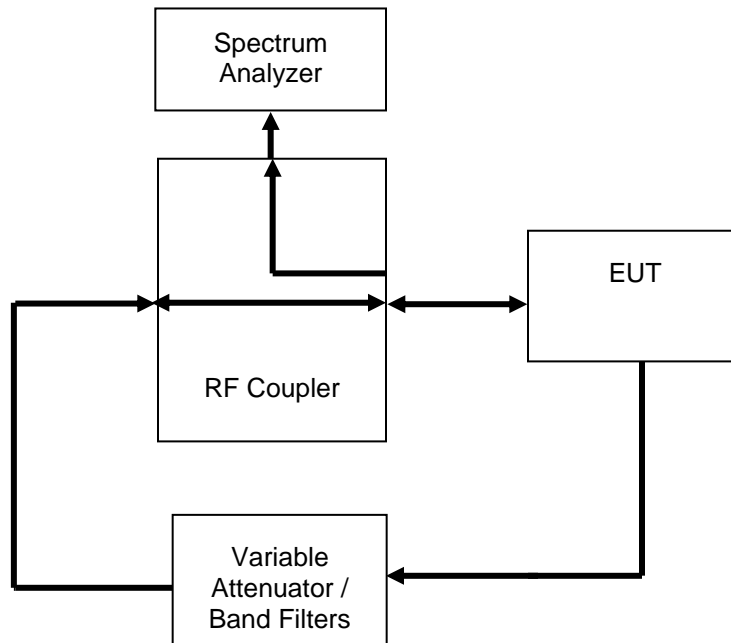 Spectrum
Analyzer
EUT
RF Coupler
Variable
Attenuator /
Band Filters